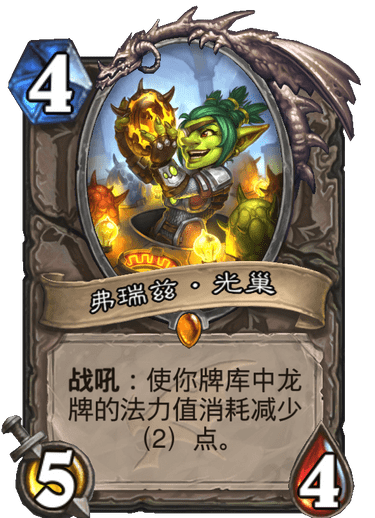 4
弗瑞兹·光巢
战吼：使你牌库中龙
牌的法力值消耗减少
（2）点。
5
4